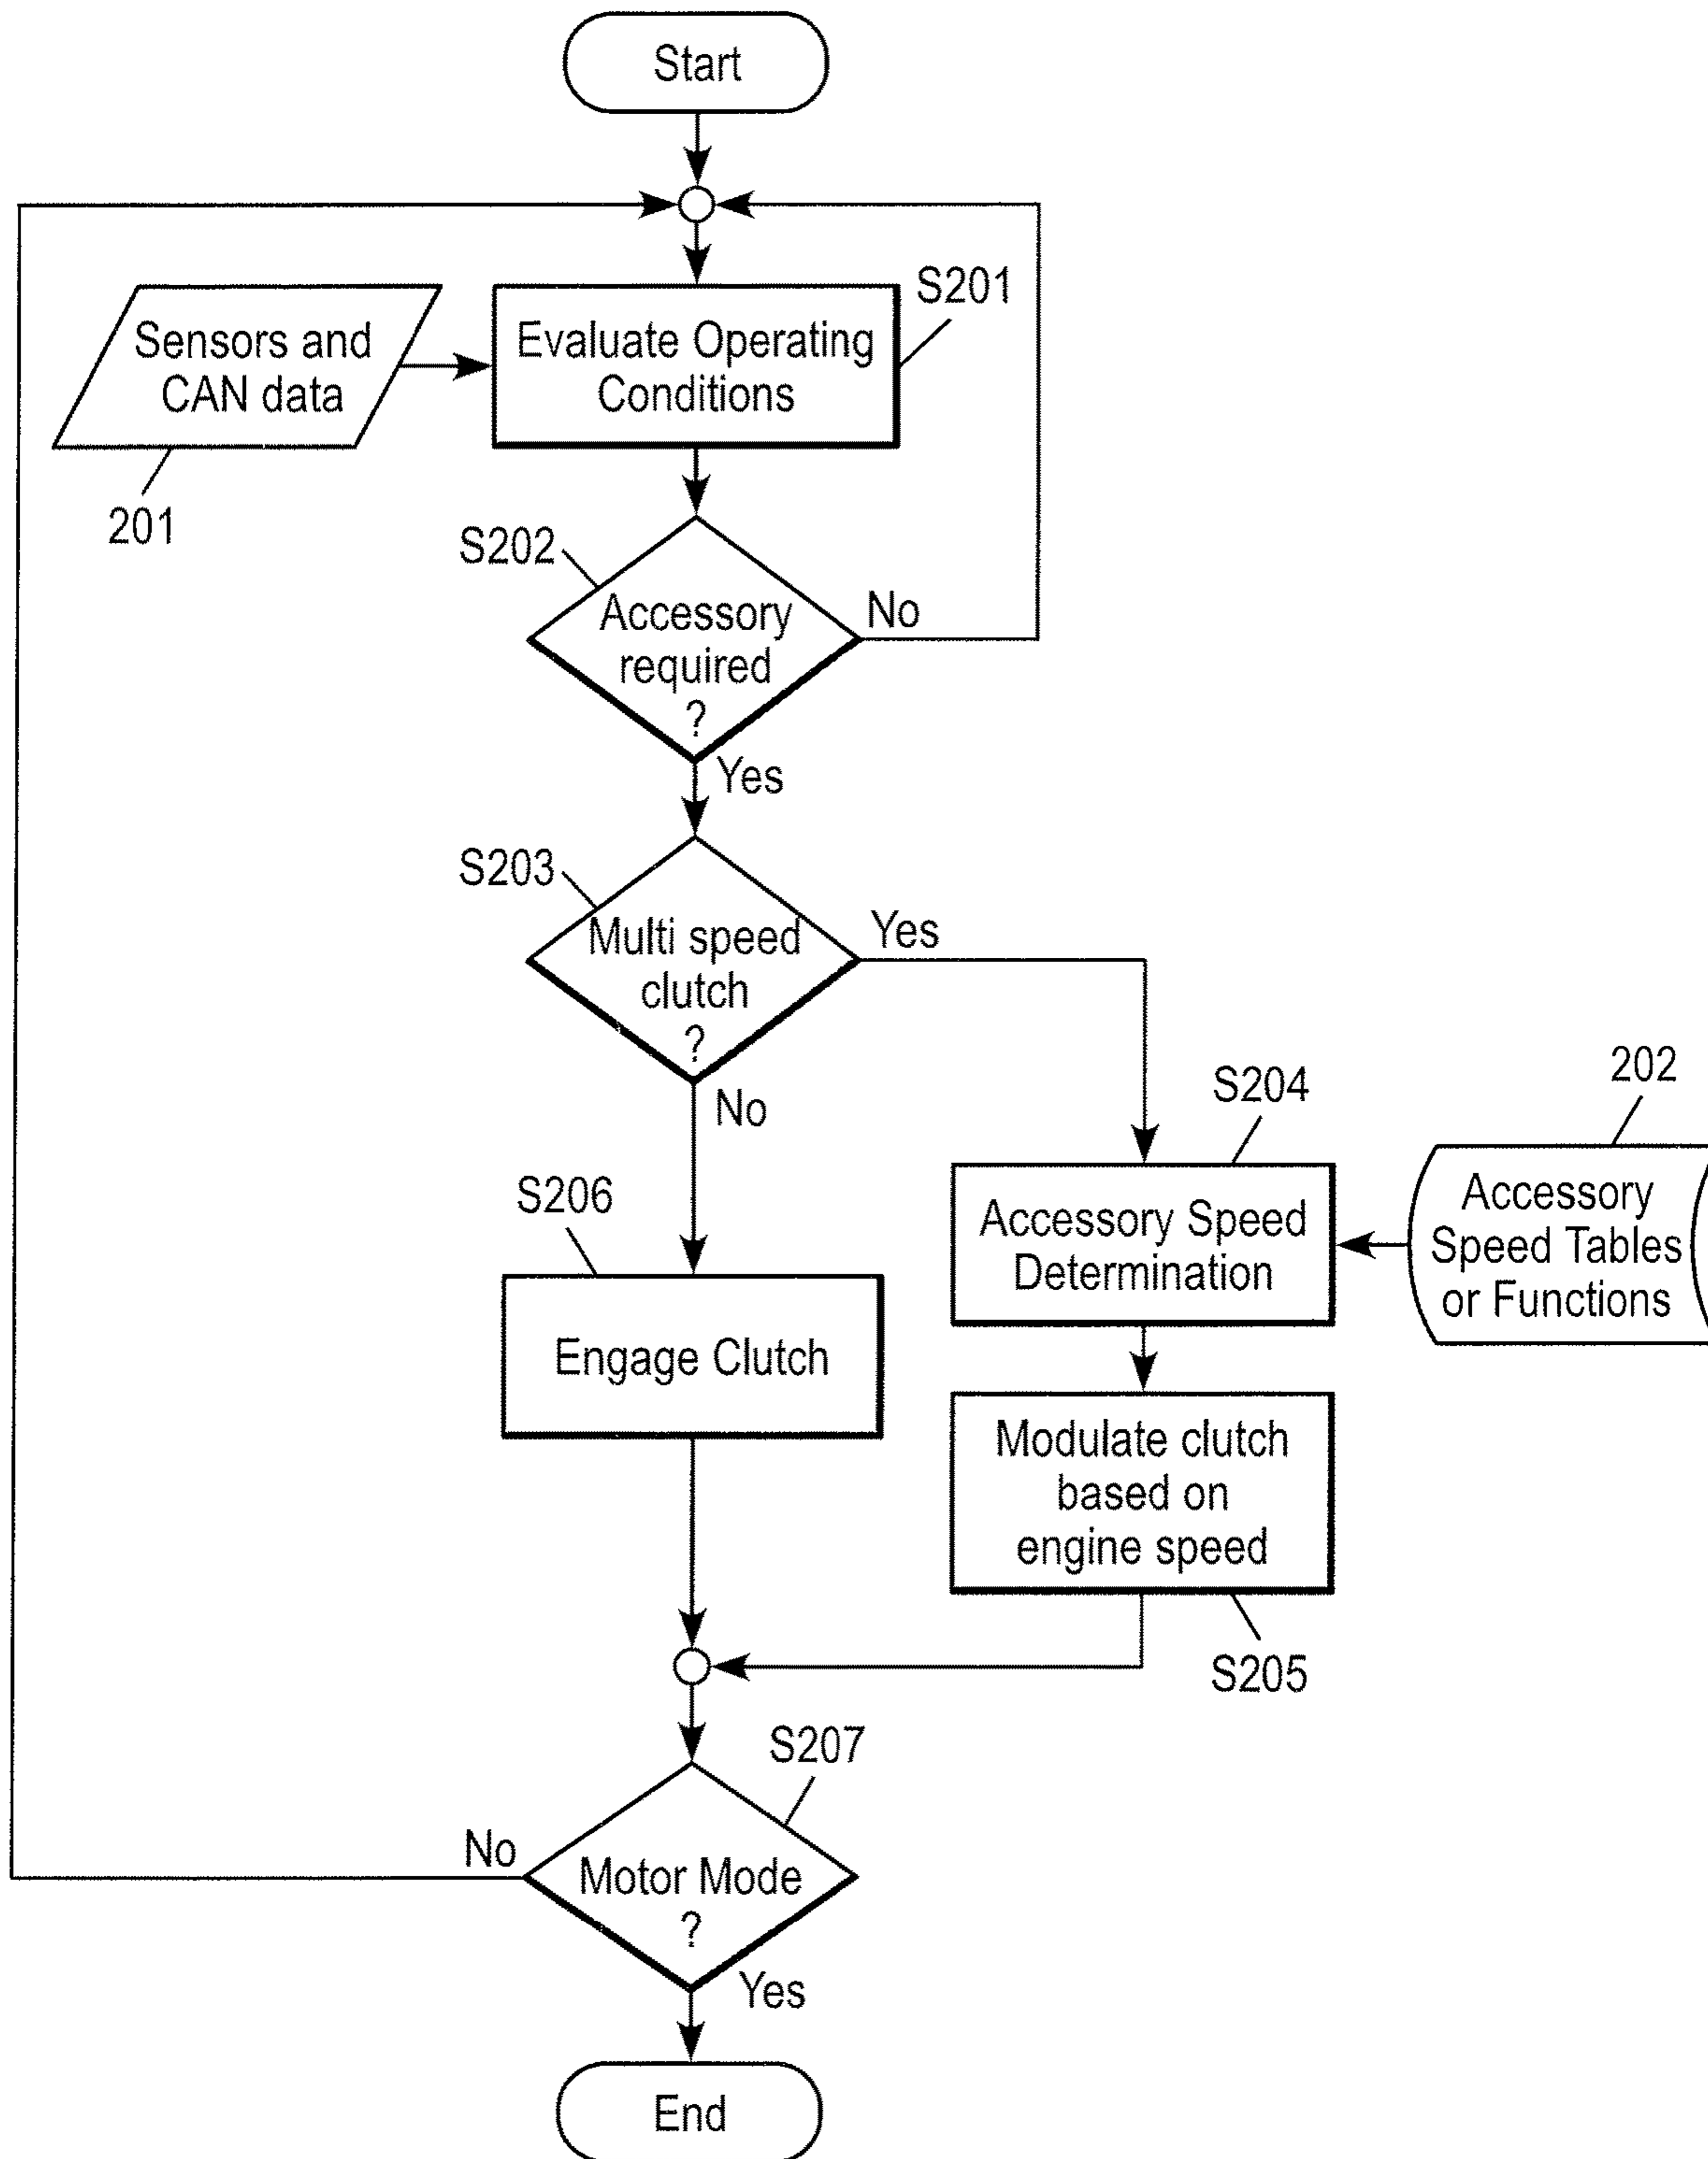 Start
S201
Sensors and
CAN data
Evaluate Operating
Conditions
201
S202
Accessory
required
?
No
Yes
S203
Multi speed
clutch
?
Yes
No
S204
202
Accessory Speed
Determination
Accessory
Speed Tables
or Functions
S206
Engage Clutch
Modulate clutch
based on
engine speed
S205
S207
Motor Mode
?
No
Yes
End